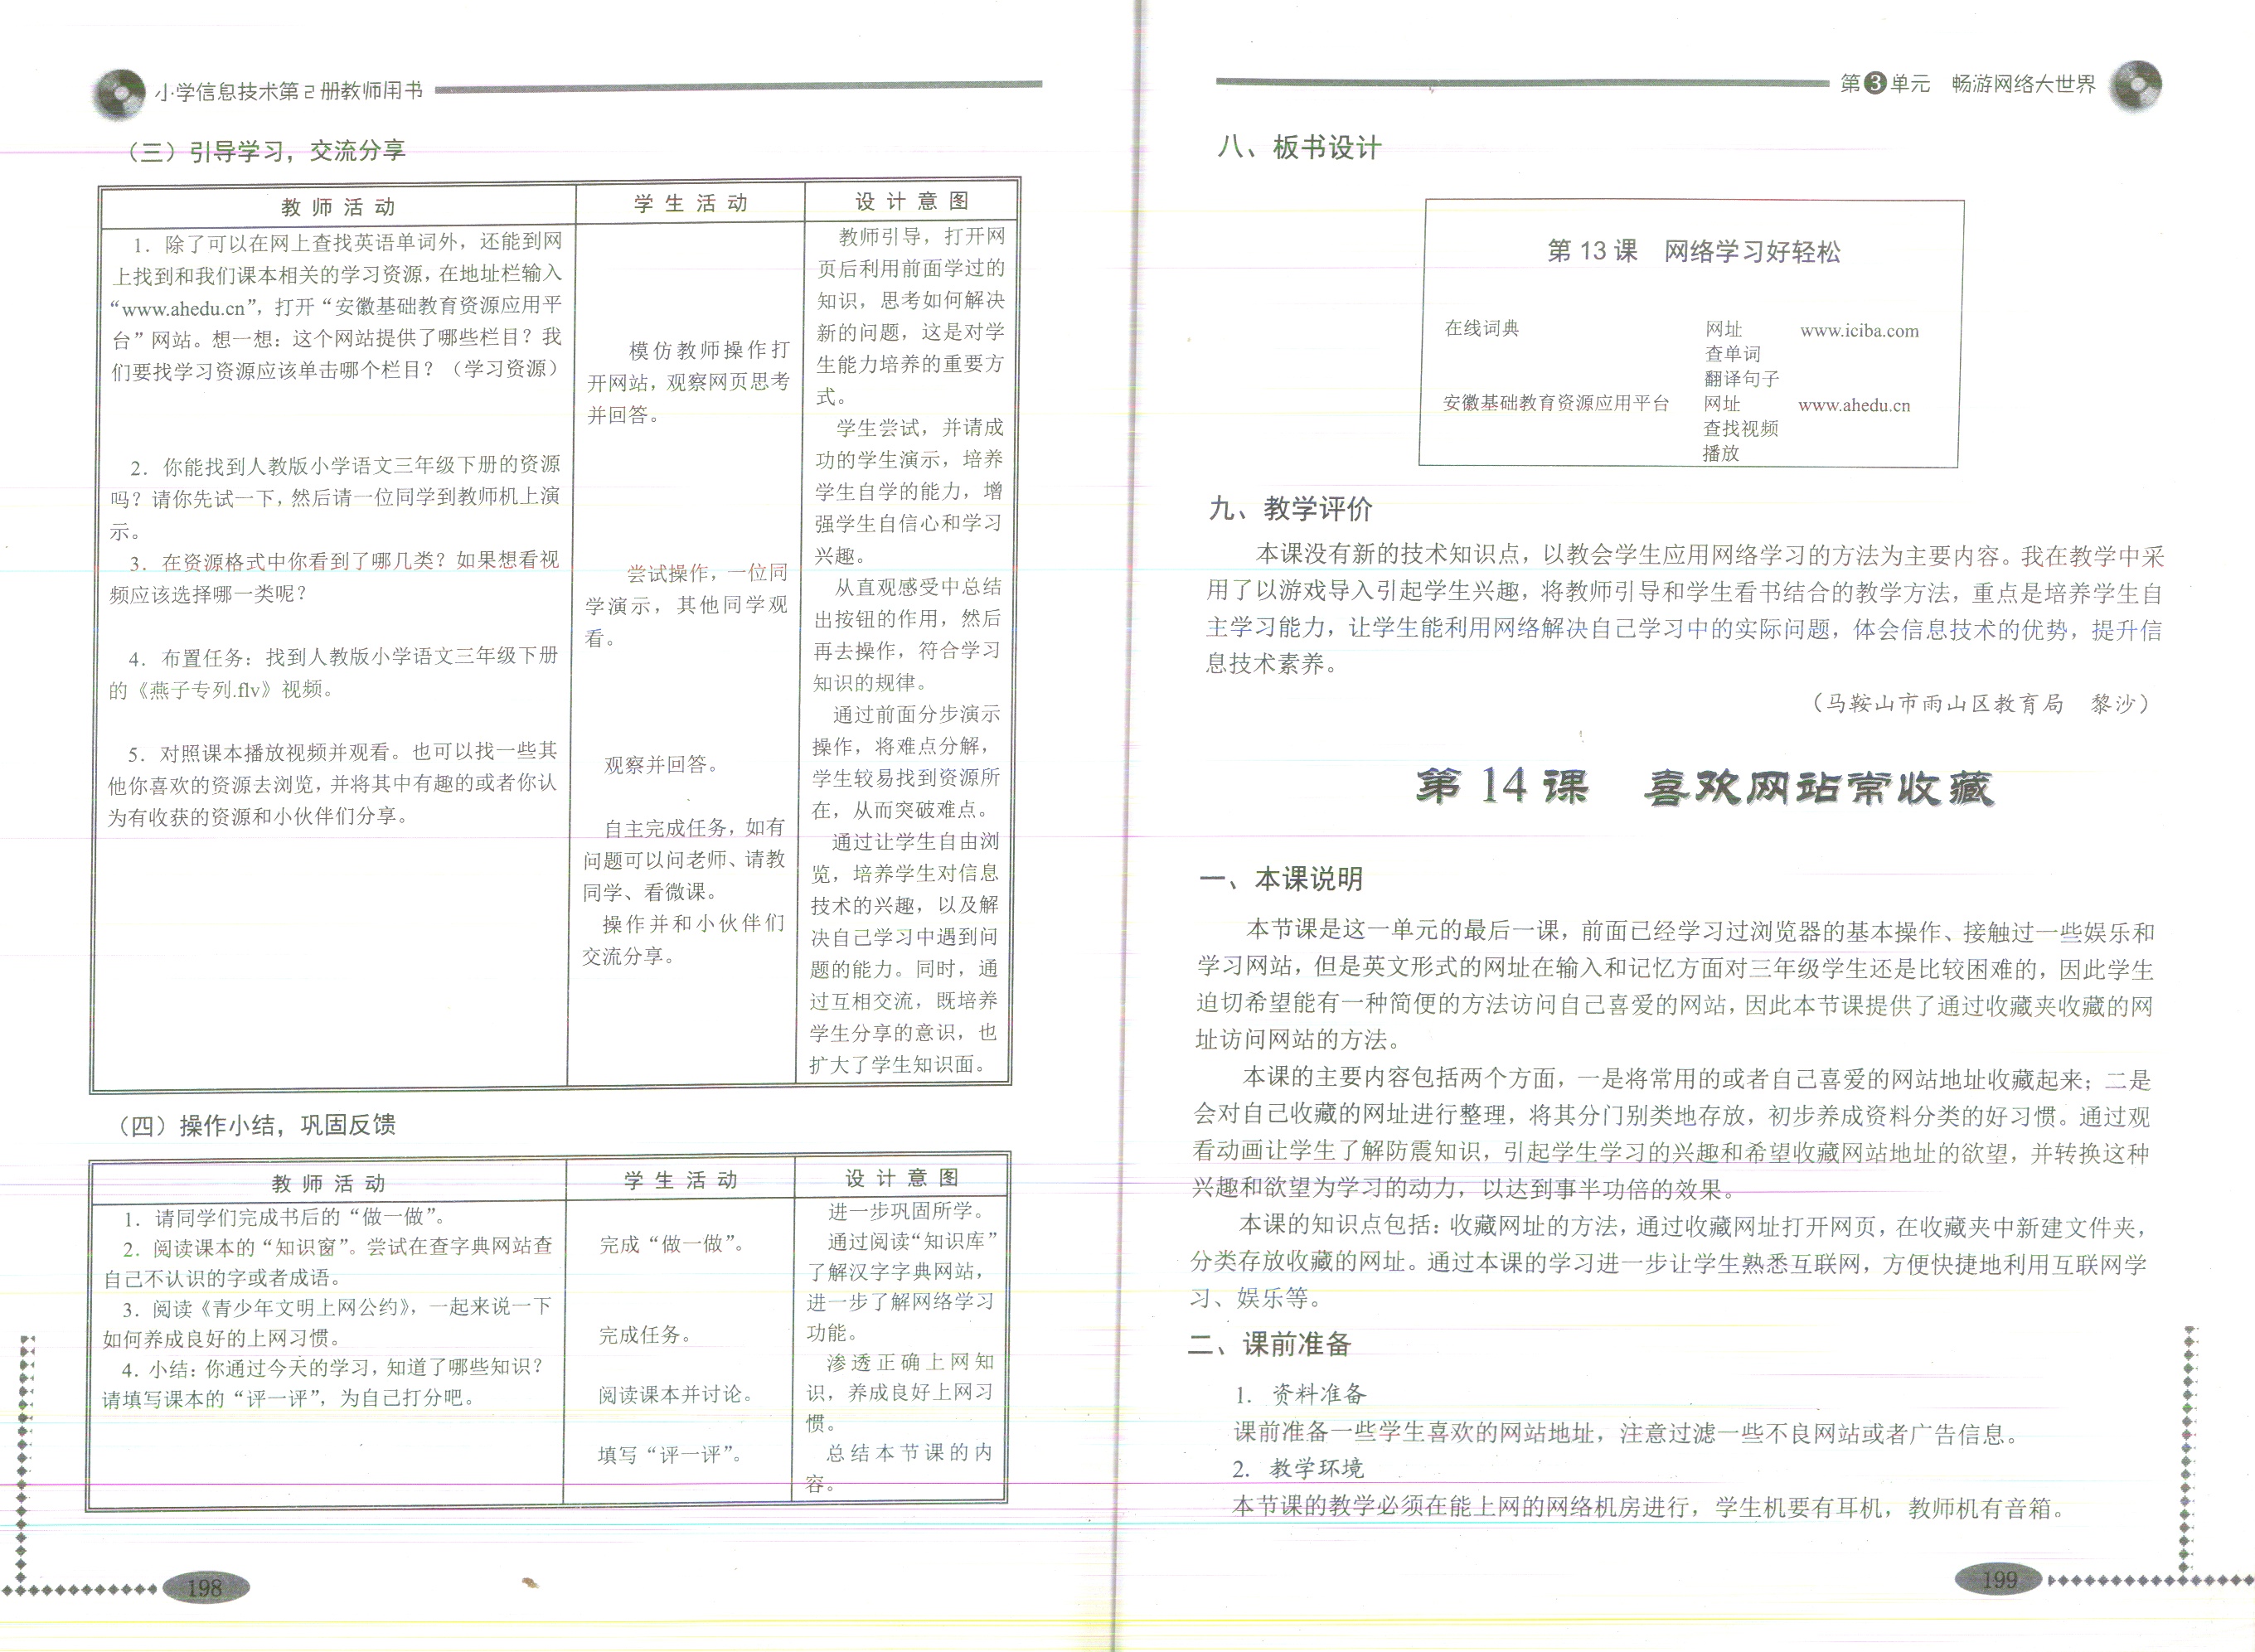 小学信息技术第2册教师用书
（三）引导学习，交流分享
教师活动
1．除了可以在网上查找英语单词外，还能到网
上找到和我们课本相关的学习资源，在地址栏输入
“www.ahedu.cn”，打开“安徽基础教育资源应用平
台”网站。想一想：这个网站提供了哪些栏目？我
们要找学习资源应该单击哪个栏目？（学习资源）
2．你能找到人教版小学语文三年级下册的资源
吗？请你先试一下，然后请一位同学到教师机上演
示。
3．在资源格式中你看到了哪几类？如果想看视
频应该选择哪一类呢？
4．布置任务：找到人教版小学语文三年级下册
的《燕子专列.flv》视频。
5．对照课本播放视频并观看。也可以找一些其
他你喜欢的资源去浏览，并将其中有趣的或者你认
为有收获的资源和小伙伴们分享。
学生活动
模仿教师操作打
开网站，观察网页思考
并回答。
尝试操作，一位同
学演示，其他同学观
看。
观察并回答。
自主完成任务，如有
问题可以问老师、请教
同学、看微课。
操作并和小伙伴们
交流分享。
设计意图
教师引导，打开网
页后利用前面学过的
知识，思考如何解决
新的问题，这是对学
生能力培养的重要方
式。
学生尝试，并请成
功的学生演示，培养
学生自学的能力，增
强学生自信心和学习
兴趣。
从直观感受中总结
出按钮的作用，然后
再去操作，符合学习
知识的规律。
通过前面分步演示
操作，将难点分解，
学生较易找到资源所
在，从而突破难点。
通过让学生自由浏
览，培养学生对信息
技术的兴趣，以及解
决自己学习中遇到问
题的能力。同时，通
过互相交流，既培养
学生分享的意识，也
扩大了学生知识面。
（四）操作小结，巩固反馈
教师活动
1．请同学们完成书后的“做一做”。
2．阅读课本的“知识窗”。尝试在查字典网站查
自己不认识的字或者成语。
3．阅读《青少年文明上网公约》，一起来说一下
如何养成良好的上网习惯。
4．小结：你通过今天的学习，知道了哪些知识？
请填写课本的“评一评”，为自己打分吧。
学生活动
完成“做一做”。
完成任务。
阅读课本并讨论。
填写“评一评”。
设计意图
进一步巩固所学。
通过阅读“知识库”
了解汉字字典网站，
进一步了解网络学习
功能。
渗透正确上网知
识，养成良好上网习
惯。
总结本节课的内
容。
198
第3单元　畅游网络大世界
八、板书设计
第13课　网络学习好轻松
在线词典　网址　www.iciba.com
查单词
翻译句子
安徽基础教育资源应用平台　网址　www.ahedu.cn
查找视频
播放
九、教学评价
本课没有新的技术知识点，以教会学生应用网络学习的方法为主要内容。我在教学中采
用了以游戏导入引起学生兴趣，将教师引导和学生看书结合的教学方法，重点是培养学生自
主学习能力，让学生能利用网络解决自己学习中的实际问题，体会信息技术的优势，提升信
息技术素养。
（马鞍山市雨山区教育局　黎沙）
第14课　喜欢网站常收藏
一、本课说明
本节课是这一单元的最后一课，前面已经学习过浏览器的基本操作、接触过一些娱乐和
学习网站，但是英文形式的网址在输入和记忆方面对三年级学生还是比较困难的，因此学生
迫切希望能有一种简便的方法访问自己喜爱的网站，因此本节课提供了通过收藏夹收藏的网
址访问网站的方法。
本课的主要内容包括两个方面，一是将常用的或者自己喜爱的网站地址收藏起来；二是
会对自己收藏的网址进行整理，将其分门别类地存放，初步养成资料分类的好习惯。通过观
看动画让学生了解防震知识，引起学生学习的兴趣和希望收藏网站地址的欲望，并转换这种
兴趣和欲望为学习的动力，以达到事半功倍的效果。
本课的知识点包括：收藏网址的方法，通过收藏网址打开网页，在收藏夹中新建文件夹，
分类存放收藏的网址。通过本课的学习进一步让学生熟悉互联网，方便快捷地利用互联网学
习、娱乐等。
二、课前准备
1．资料准备
课前准备一些学生喜欢的网站地址，注意过滤一些不良网站或者广告信息。
2．教学环境
本节课的教学必须在能上网的网络机房进行，学生机要有耳机，教师机有音箱。
199